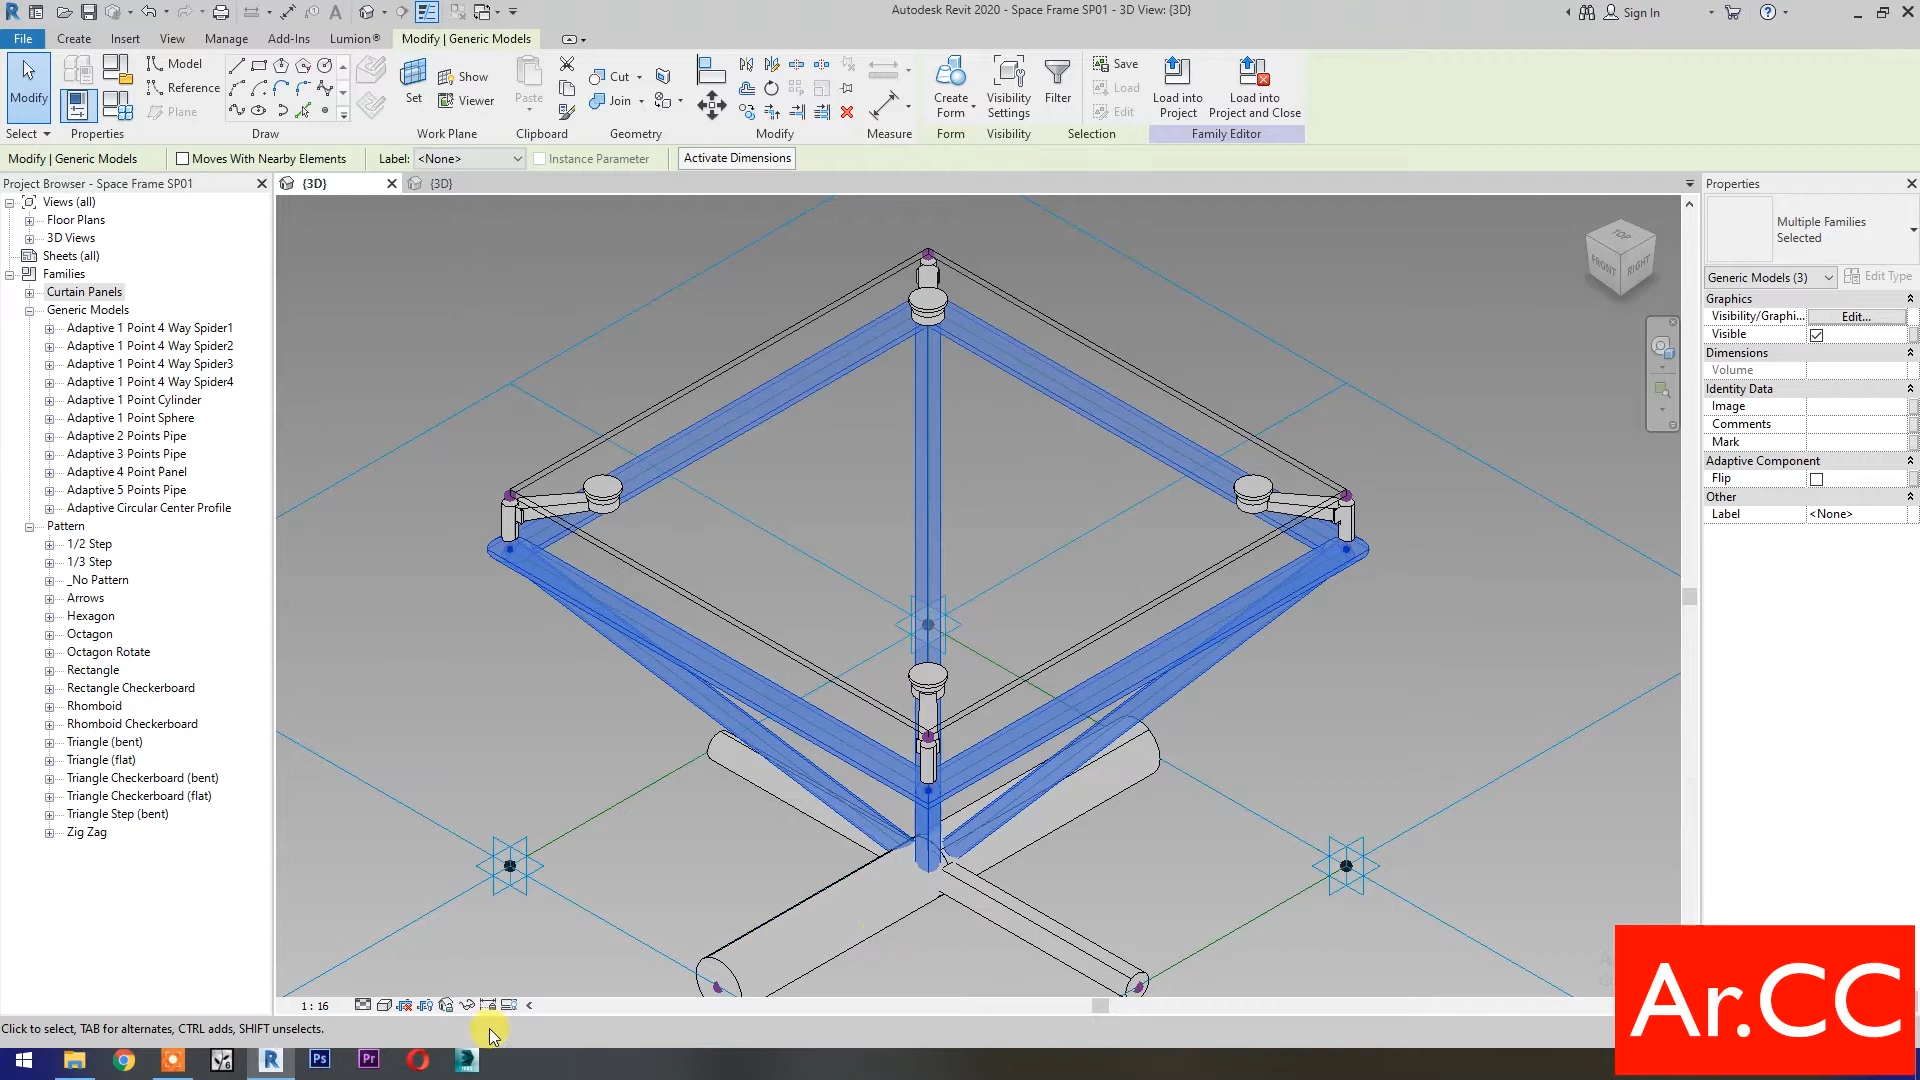 Autodesk Revit 2020 - Space Frame SP01 - 3D View: {3D}
Sign In
File
Create
Insert
View
Manage
Add-Ins
Lumion®
Modify | Generic Models
Modify
Select
Properties
Model
Reference
Plane
Draw
Set
Show
Viewer
Work Plane
Paste
Clipboard
Cut
Join
Geometry
Modify
Measure
Create Form
Form
Visibility Settings
Visibility
Filter
Save
Load
Edit
Selection
Load into Project
Load into Project and Close
Family Editor
Modify | Generic Models
Moves With Nearby Elements
Label:
<None>
Instance Parameter
Activate Dimensions
Project Browser - Space Frame SP01
Views (all)
Floor Plans
3D Views
Sheets (all)
Families
Curtain Panels
Generic Models
Adaptive 1 Point 4 Way Spider1
Adaptive 1 Point 4 Way Spider2
Adaptive 1 Point 4 Way Spider3
Adaptive 1 Point 4 Way Spider4
Adaptive 1 Point Cylinder
Adaptive 1 Point Sphere
Adaptive 2 Points Pipe
Adaptive 3 Points Pipe
Adaptive 4 Point Panel
Adaptive 5 Points Pipe
Adaptive Circular Center Profile
Pattern
1/2 Step
1/3 Step
_No Pattern
Arrows
Hexagon
Octagon
Octagon Rotate
Rectangle
Rectangle Checkerboard
Rhomboid
Rhomboid Checkerboard
Triangle (bent)
Triangle (flat)
Triangle Checkerboard (bent)
Triangle Checkerboard (flat)
Triangle Step (bent)
Zig Zag
{3D}
{3D}
TOP
FRONT
RIGHT
Properties
Multiple Families Selected
Generic Models (3)
Edit Type
Graphics
Visibility/Graphi...
Edit...
Visible
Dimensions
Volume
Identity Data
Image
Comments
Mark
Adaptive Component
Flip
Other
Label
<None>
1 : 16
Click to select, TAB for alternates, CTRL adds, SHIFT unselects.
Ps
Pr
Ar.CC